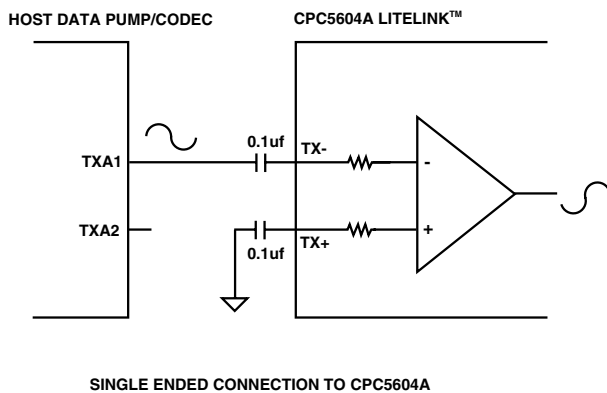 HOST DATA PUMP/CODEC
CPC5604A LITELINK™
0.1uf
TX-
TXA1
-
TXA2
+
0.1uf
TX+
SINGLE ENDED CONNECTION TO CPC5604A